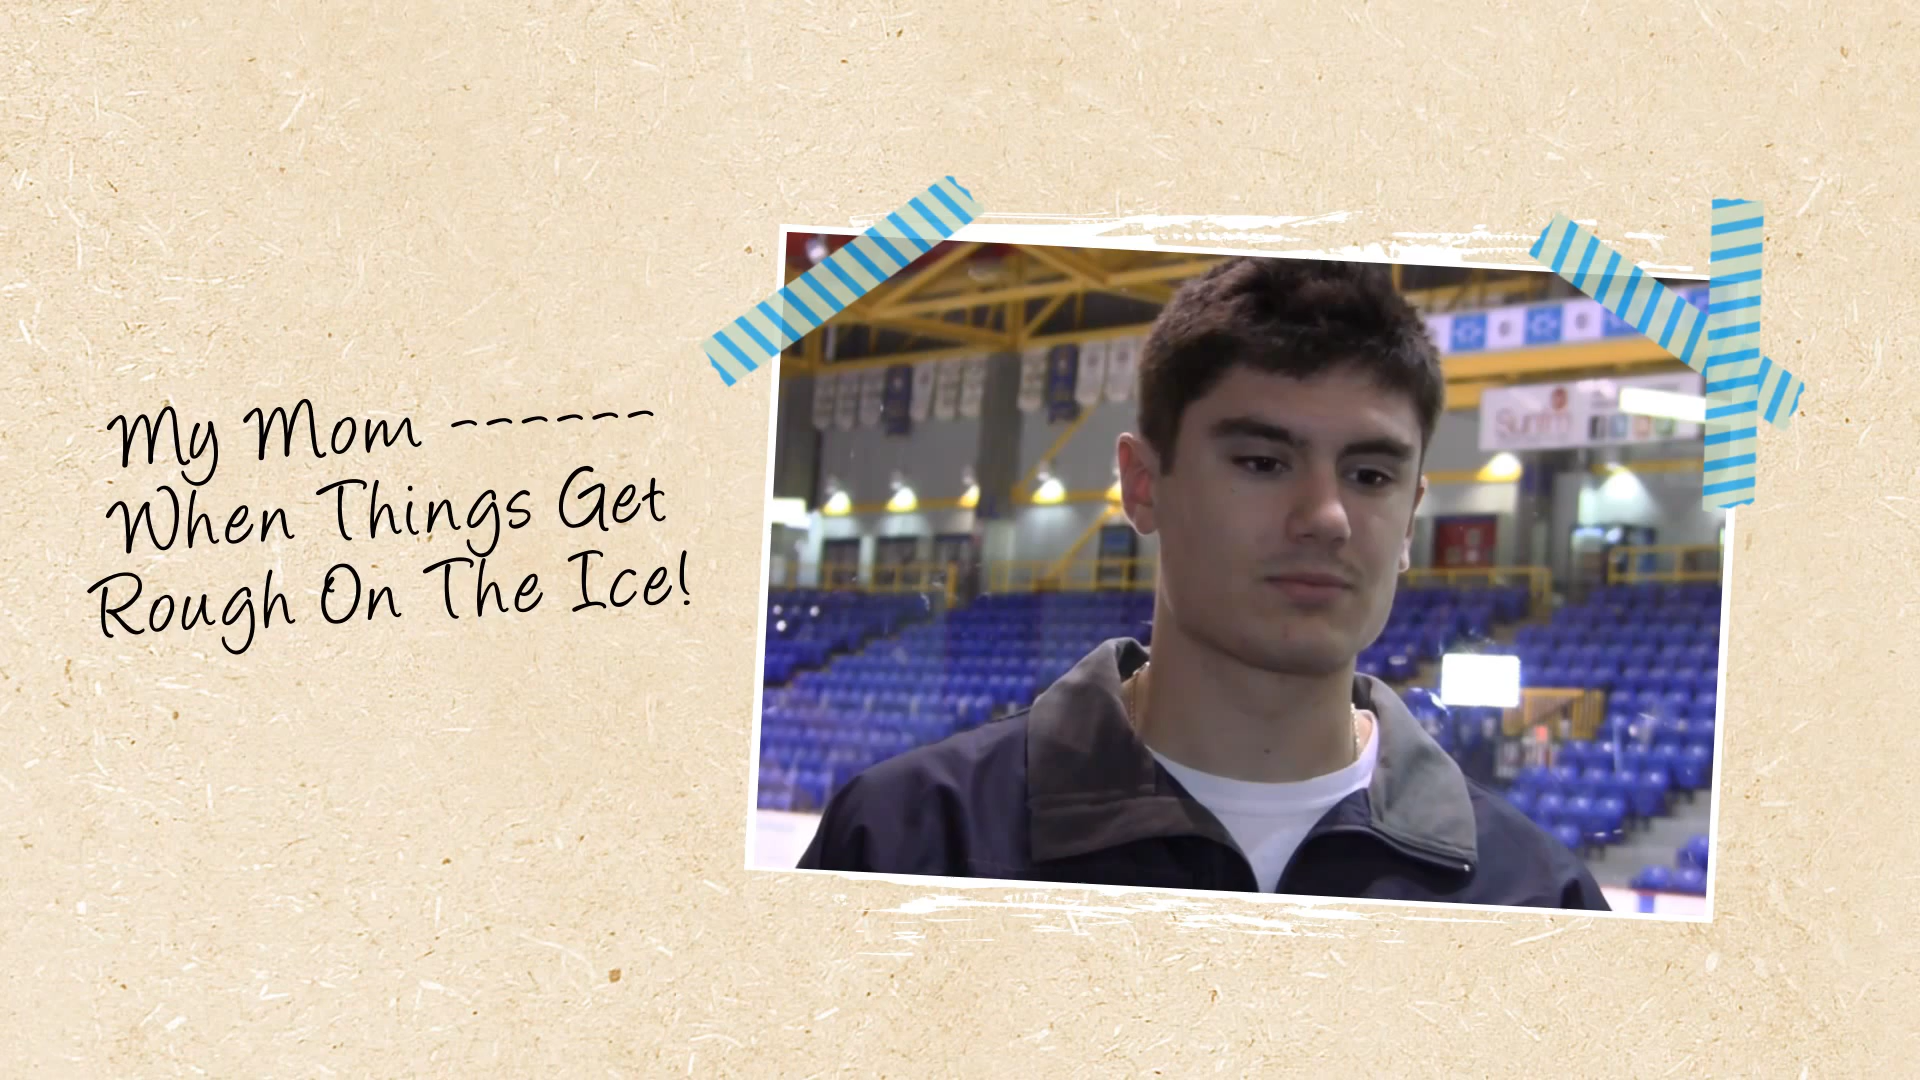 My Mom ------
When Things Get
Rough On The Ice!